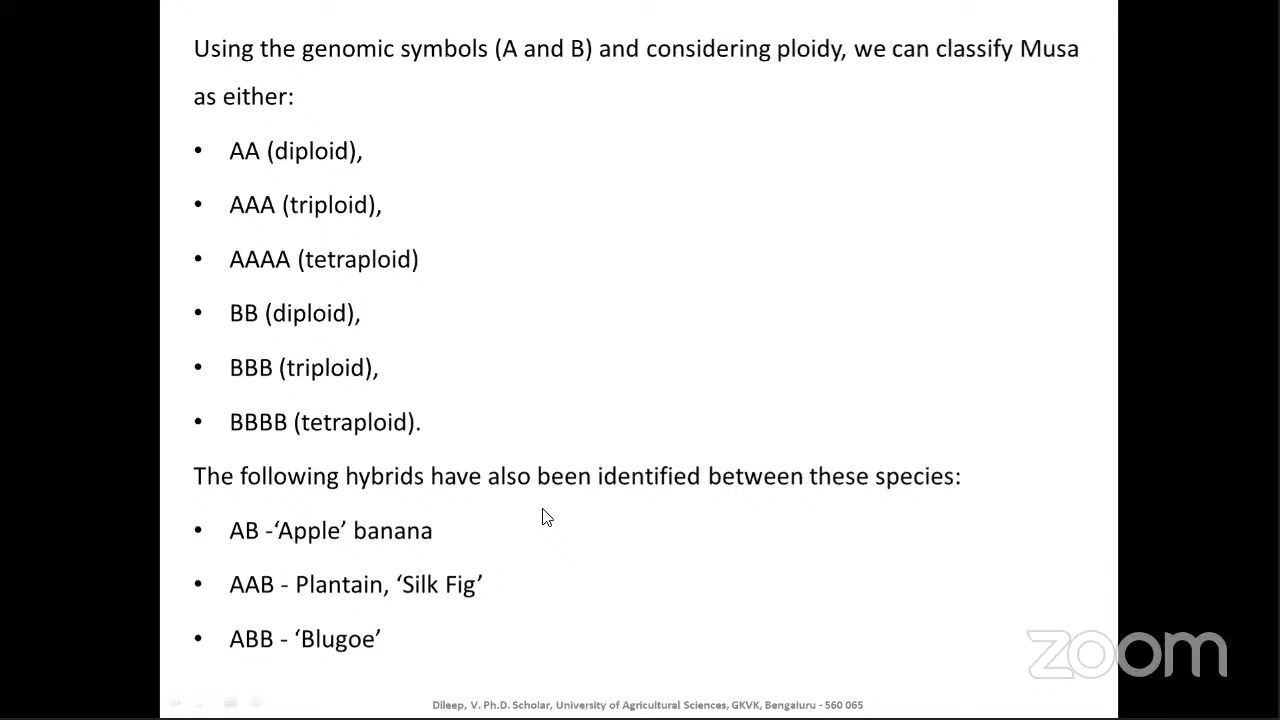 Using the genomic symbols (A and B) and considering ploidy, we can classify Musa
as either:
• AA (diploid),
• AAA (triploid),
• AAAA (tetraploid)
• BB (diploid),
• BBB (triploid),
• BBBB (tetraploid).
The following hybrids have also been identified between these species:
• AB -‘Apple’ banana
• AAB - Plantain, ‘Silk Fig’
• ABB - ‘Blugoe’
zoom
Dileep, V. Ph.D. Scholar, University of Agricultural Sciences, GKVK, Bengaluru - 560 065